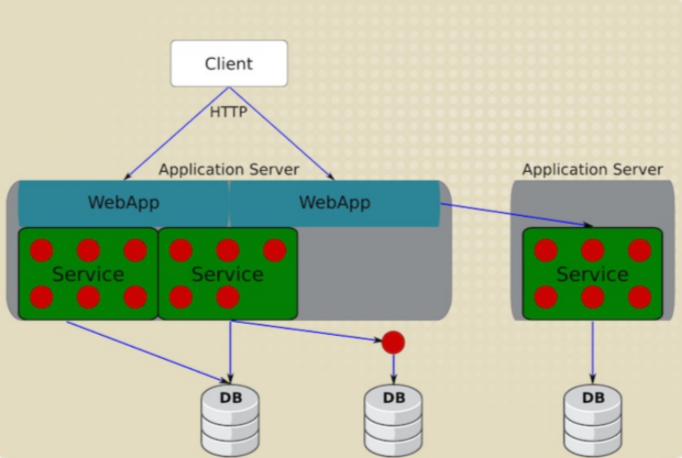 Client
HTTP
Application Server
Application Server
WebApp
WebApp
Service
Service
Service
DB
DB
DB